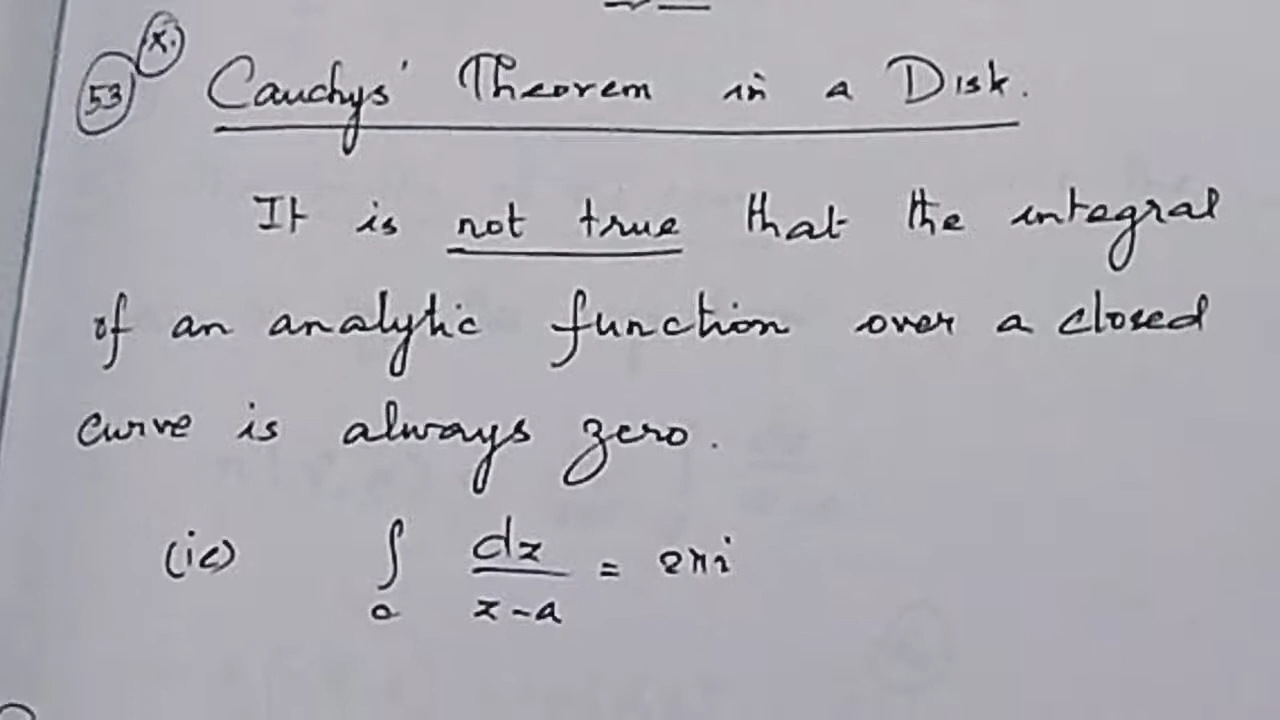 53 x.
Cauchys' Theorem in a Disk.
It is not true that the integral
of an analytic function over a closed
curve is always zero.
(ie) ∫c dz/z-a = 2πi